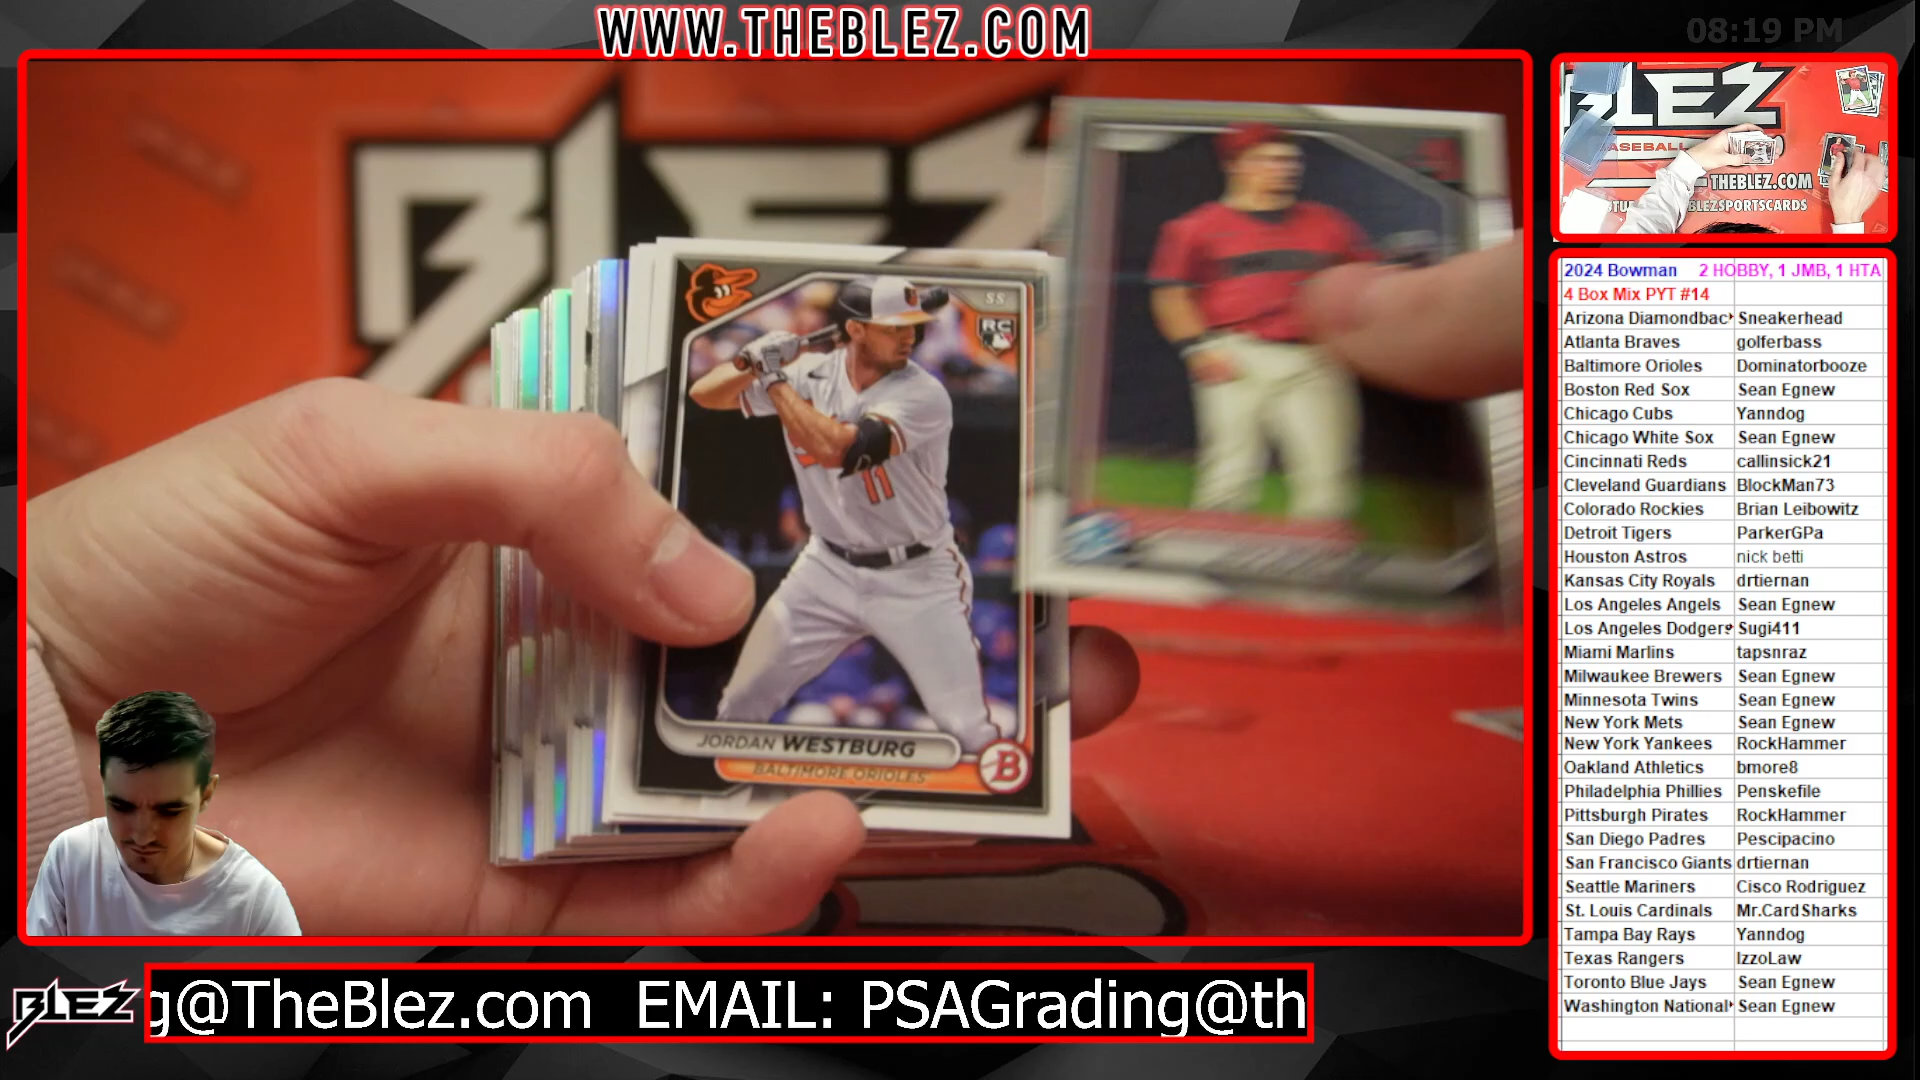 WWW.THEBLEZ.COM
08:19 PM
BLEZ
SS
RC
11
JORDAN WESTBURG
BALTIMORE ORIOLES
B
BLEZ
BASEBALL
THEBLEZ.COM
BLEZSPORTSCARDS
2024 Bowman 2 HOBBY, 1 JMB, 1 HTA
4 Box Mix PYT #14
Arizona Diamondbac Sneakerhead
Atlanta Braves golferbass
Baltimore Orioles Dominatorbooze
Boston Red Sox Sean Egnew
Chicago Cubs Yanndog
Chicago White Sox Sean Egnew
Cincinnati Reds callinsick21
Cleveland Guardians BlockMan73
Colorado Rockies Brian Leibowitz
Detroit Tigers ParkerGPa
Houston Astros nick betti
Kansas City Royals drtiernan
Los Angeles Angels Sean Egnew
Los Angeles Dodgers Sugi411
Miami Marlins tapsnraz
Milwaukee Brewers Sean Egnew
Minnesota Twins Sean Egnew
New York Mets Sean Egnew
New York Yankees RockHammer
Oakland Athletics bmore8
Philadelphia Phillies Penskefile
Pittsburgh Pirates RockHammer
San Diego Padres Pescipacino
San Francisco Giants drtiernan
Seattle Mariners Cisco Rodriguez
St. Louis Cardinals Mr.CardSharks
Tampa Bay Rays Yanndog
Texas Rangers IzzoLaw
Toronto Blue Jays Sean Egnew
Washington National Sean Egnew
BLEZ
g@TheBlez.com EMAIL: PSAGrading@th